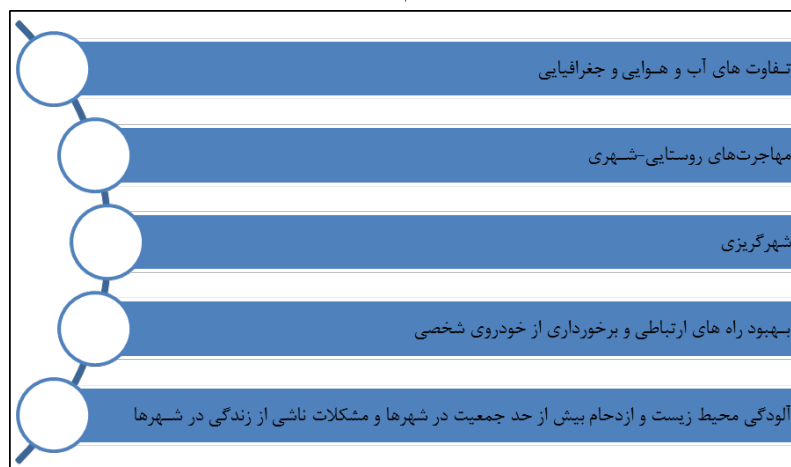 تفاوت های آب و هوایی و جغرافیایی
مهاجرت‌های روستایی-شهری
شهرگریزی
بهبود راه های ارتباطی و برخورداری از خودروی شخصی
آلودگی محیط زیست و ازدحام بیش از حد جمعیت در شهرها و مشکلات ناشی از زندگی در شهرها